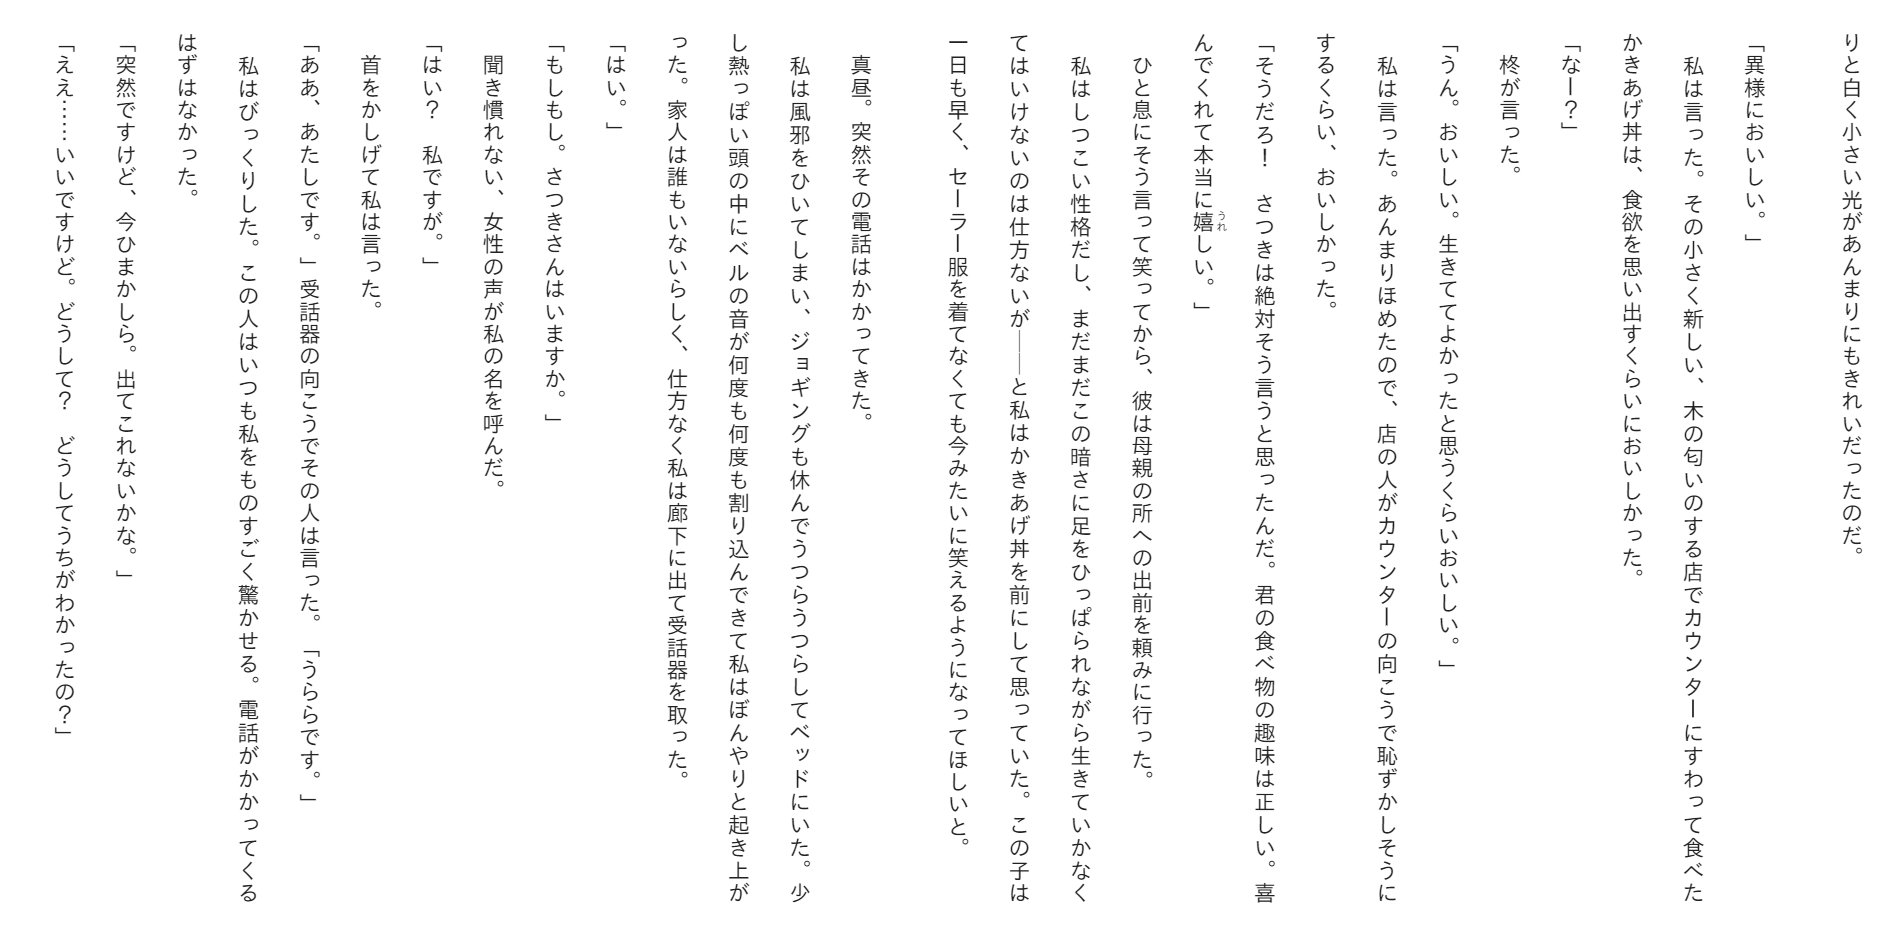 りと白く小さい光があんまりにもきれいだったのだ。
「異様においしい。」
　私は言った。その小さく新しい、木の匂いのする店でカウンターにすわって食べた
かきあげ丼は、食欲を思い出すくらいにおいしかった。
「なー？」
　柊が言った。
「うん。おいしい。生きててよかったと思うくらいおいしい。」
　私は言った。あんまりほめたので、店の人がカウンターの向こうで恥ずかしそうに
するくらい、おいしかった。
「そうだろ！　さつきは絶対そう言うと思ったんだ。君の食べ物の趣味は正しい。喜
んでくれて本当に嬉うれしい。」
　ひと息にそう言って笑ってから、彼は母親の所への出前を頼みに行った。
　私はしつこい性格だし、まだまだこの暗さに足をひっぱられながら生きていかなく
てはいけないのは仕方ないが――と私はかきあげ丼を前にして思っていた。この子は
一日も早く、セーラー服を着てなくても今みたいに笑えるようになってほしいと。
　真昼。突然その電話はかかってきた。
　私は風邪をひいてしまい、ジョギングも休んでうつらうつらしてベッドにいた。少
し熱っぽい頭の中にベルの音が何度も何度も割り込んできて私はぼんやりと起き上が
った。家人は誰もいないらしく、仕方なく私は廊下に出て受話器を取った。
「はい。」
「もしもし。さつきさんはいますか。」
　聞き慣れない、女性の声が私の名を呼んだ。
「はい？　私ですが。」
　首をかしげて私は言った。
「ああ、あたしです。」受話器の向こうでその人は言った。「うららです。」
　私はびっくりした。この人はいつも私をものすごく驚かせる。電話がかかってくる
はずはなかった。
「突然ですけど、今ひまかしら。出てこれないかな。」
「ええ……いいですけど。どうして？　どうしてうちがわかったの？」